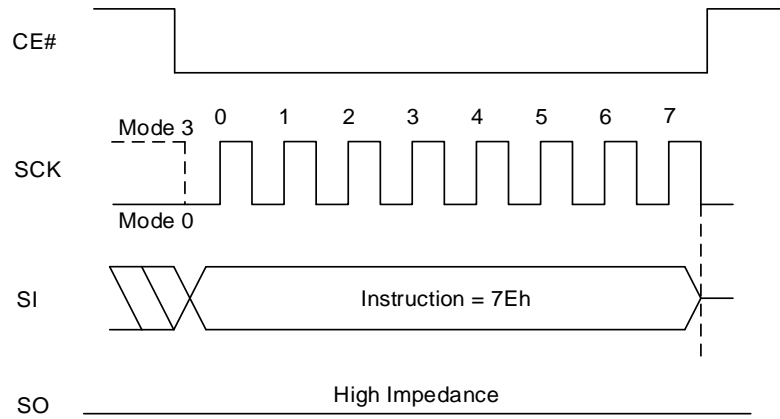 CE#
0 1 2 3 4 5 6 7
Mode 3
SCK
Mode 0
SI
Instruction = 7Eh
High Impedance
SO